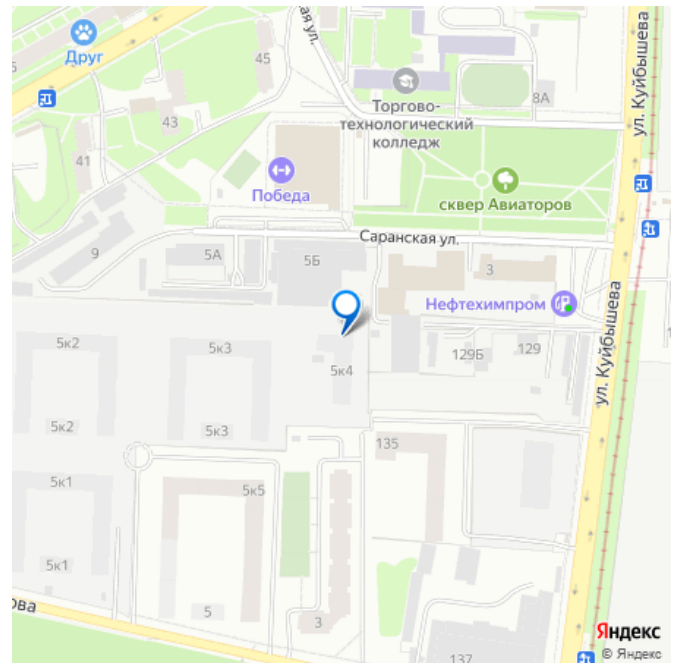 Друг
45
43
41
9
кая ул.
Торгово-
технологический
колледж
8А
ул. Куйбышева
Победа
сквер Авиаторов
Саранская ул.
5А
5Б
3
Нефтехимпром
ул. Куйбышева
129Б
129
5к2
5к3
5к4
5к2
5к3
135
5к1
5к5
5к1
5
3
ова
137
Яндекс
© Яндекс